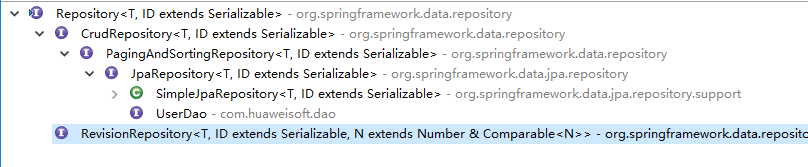 Repository<T, ID extends Serializable> - org.springframework.data.repository
CrudRepository<T, ID extends Serializable> - org.springframework.data.repository
PagingAndSortingRepository<T, ID extends Serializable> - org.springframework.data.repository
JpaRepository<T, ID extends Serializable> - org.springframework.data.jpa.repository
SimpleJpaRepository<T, ID extends Serializable> - org.springframework.data.jpa.repository.support
UserDao - com.huaweisoft.dao
RevisionRepository<T, ID extends Serializable, N extends Number & Comparable<N>> - org.springframework.data.reposito